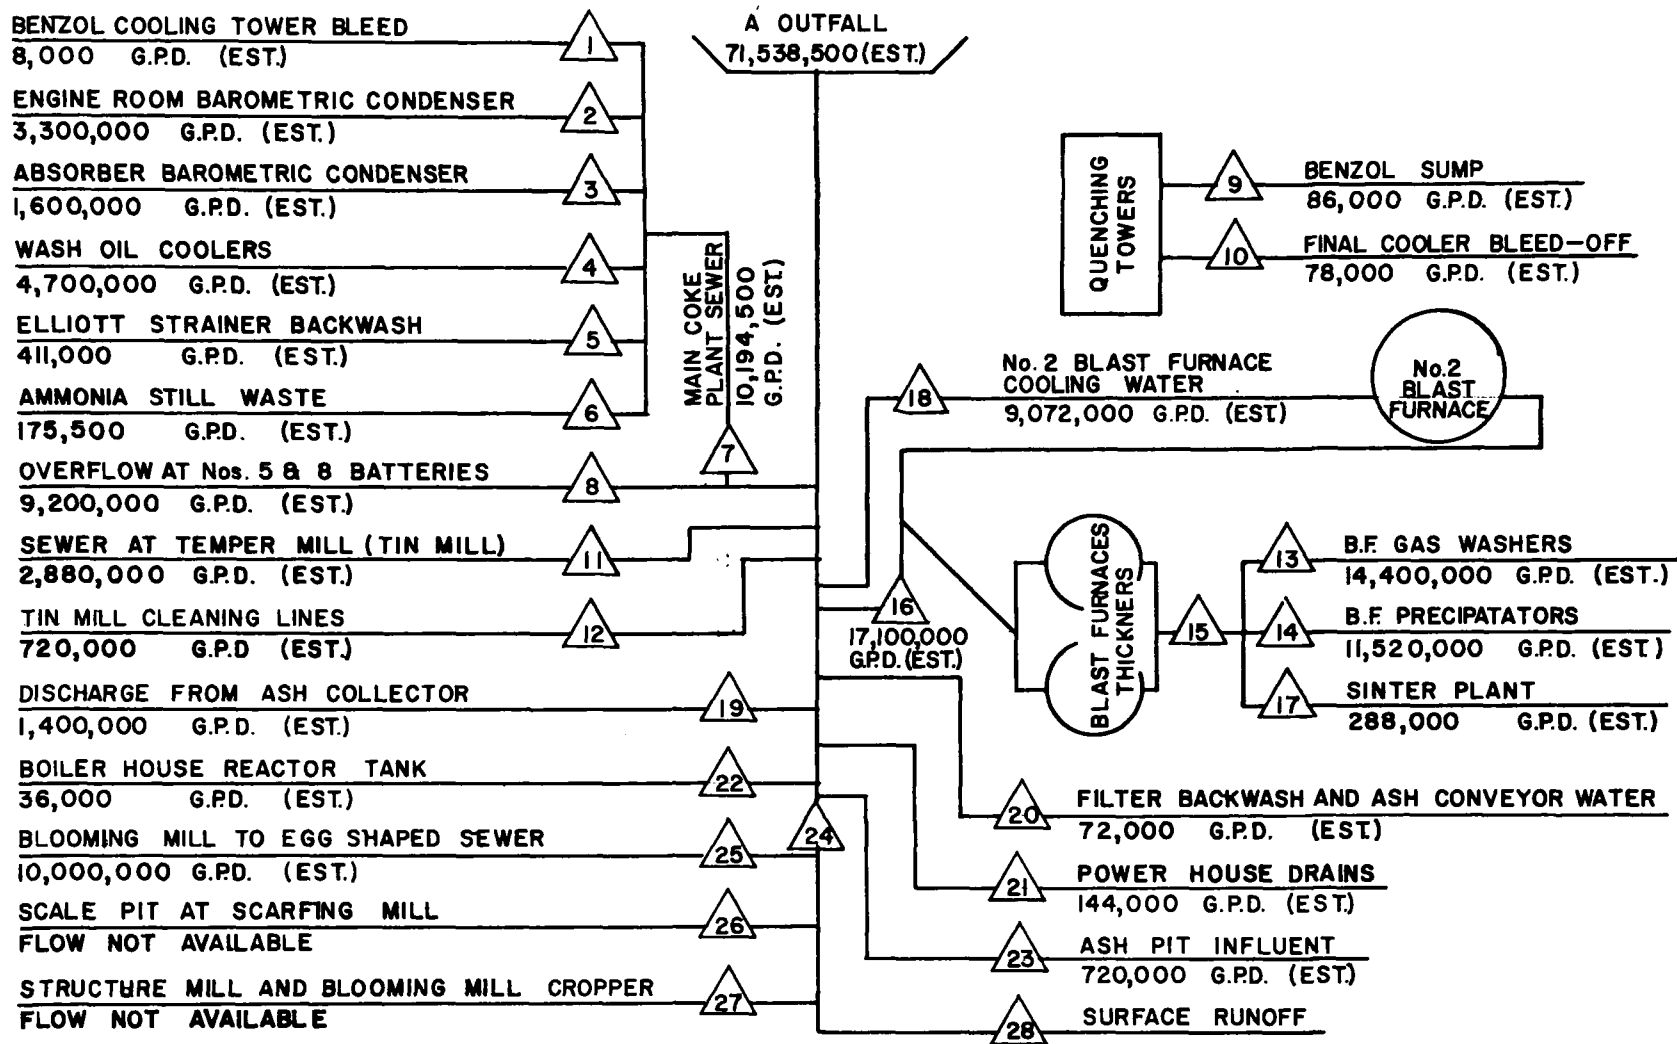 BENZOL COOLING TOWER BLEED
8,000 G.P.D. (EST.)
1
ENGINE ROOM BAROMETRIC CONDENSER
3,300,000 G.P.D. (EST.)
2
ABSORBER BAROMETRIC CONDENSER
1,600,000 G.P.D. (EST.)
3
WASH OIL COOLERS
4,700,000 G.P.D. (EST.)
4
ELLIOTT STRAINER BACKWASH
411,000 G.P.D. (EST.)
5
AMMONIA STILL WASTE
175,500 G.P.D. (EST.)
6
MAIN COKE
PLANT SEWER
10,194,500
G.P.D. (EST.)
7
OVERFLOW AT Nos. 5 & 8 BATTERIES
9,200,000 G.P.D. (EST.)
8
SEWER AT TEMPER MILL (TIN MILL)
2,880,000 G.P.D. (EST.)
11
TIN MILL CLEANING LINES
720,000 G.P.D (EST.)
12
DISCHARGE FROM ASH COLLECTOR
1,400,000 G.P.D. (EST.)
19
BOILER HOUSE REACTOR TANK
36,000 G.P.D. (EST.)
22
BLOOMING MILL TO EGG SHAPED SEWER
10,000,000 G.P.D. (EST.)
25
SCALE PIT AT SCARFING MILL
FLOW NOT AVAILABLE
26
STRUCTURE MILL AND BLOOMING MILL CROPPER
FLOW NOT AVAILABLE
27
A OUTFALL
71,538,500 (EST.)
24
QUENCHING
TOWERS
9
BENZOL SUMP
86,000 G.P.D. (EST.)
10
FINAL COOLER BLEED-OFF
78,000 G.P.D. (EST.)
18
No. 2 BLAST FURNACE
COOLING WATER
9,072,000 G.P.D. (EST)
No.2
BLAST
FURNACE
16
17,100,000
G.P.D. (EST.)
BLAST FURNACES
THICKNERS
15
13
B.F. GAS WASHERS
14,400,000 G.P.D. (EST.)
14
B.F. PRECIPATATORS
11,520,000 G.P.D. (EST)
17
SINTER PLANT
288,000 G.P.D. (EST.)
20
FILTER BACKWASH AND ASH CONVEYOR WATER
72,000 G.P.D. (EST.)
21
POWER HOUSE DRAINS
144,000 G.P.D. (EST.)
23
ASH PIT INFLUENT
720,000 G.P.D. (EST.)
28
SURFACE RUNOFF